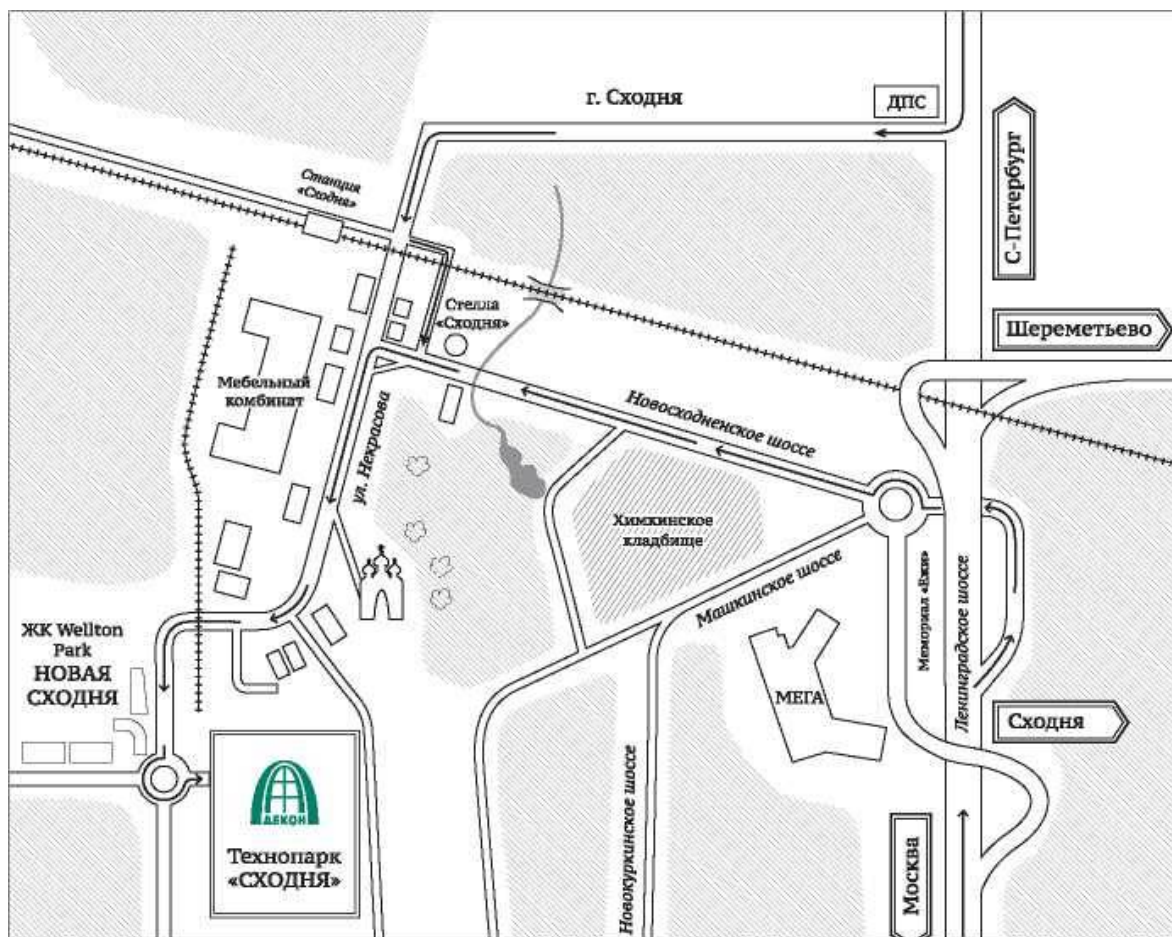 г. Сходня
ДПС
С-Петербург
Станция
«Сходня»
Шереметьево
Стелла
«Сходня»
Мебельный
комбинат
Новосходненское шоссе
ул. Некрасова
Химкинское
кладбище
Машкинское шоссе
Мемориал «Ежи»
Ленинградское шоссе
ЖК Wellton
Park
НОВАЯ
СХОДНЯ
МЕГА
Сходня
Новокуркинское шоссе
ДЕКОН
Технопарк
«СХОДНЯ»
Москва